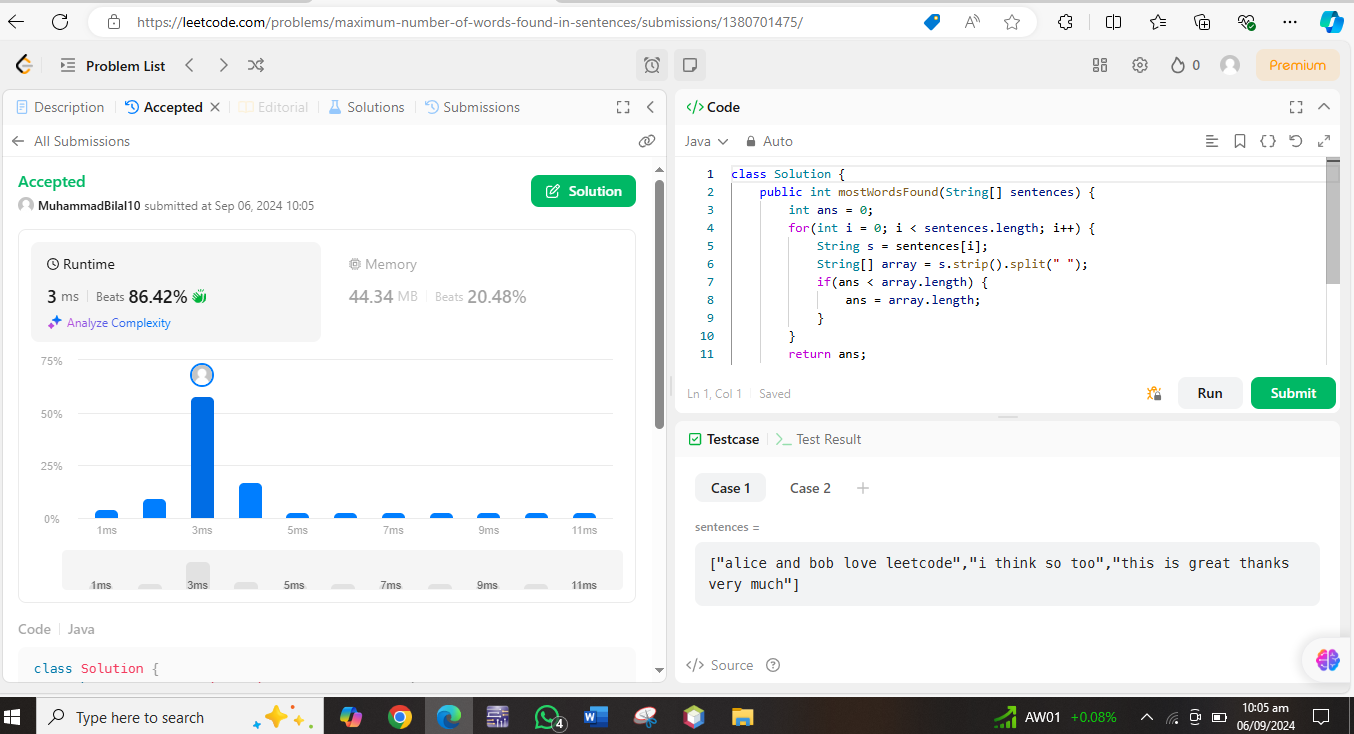 https://leetcode.com/problems/maximum-number-of-words-found-in-sentences/submissions/1380701475/
Problem List
0
Premium
Description
Accepted
Editorial
Solutions
Submissions
All Submissions
Accepted
MuhammadBilal10 submitted at Sep 06, 2024 10:05
Solution
Runtime
3 ms
Beats 86.42%
Analyze Complexity
Memory
44.34 MB
Beats 20.48%
75%
50%
25%
0%
1ms 3ms 5ms 7ms 9ms 11ms
1ms 3ms 5ms 7ms 9ms 11ms
Code
Java
class Solution {
</> Code
Java
Auto
1 class Solution {
2 public int mostWordsFound(String[] sentences) {
3 int ans = 0;
4 for(int i = 0; i < sentences.length; i++) {
5 String s = sentences[i];
6 String[] array = s.strip().split(" ");
7 if(ans < array.length) {
8 ans = array.length;
9 }
10 }
11 return ans;
Ln 1, Col 1
Saved
Run
Submit
Testcase
Test Result
Case 1
Case 2
+
sentences =
["alice and bob love leetcode","i think so too","this is great thanks
very much"]
</> Source
Type here to search
4
AW01 +0.08%
10:05 am
06/09/2024